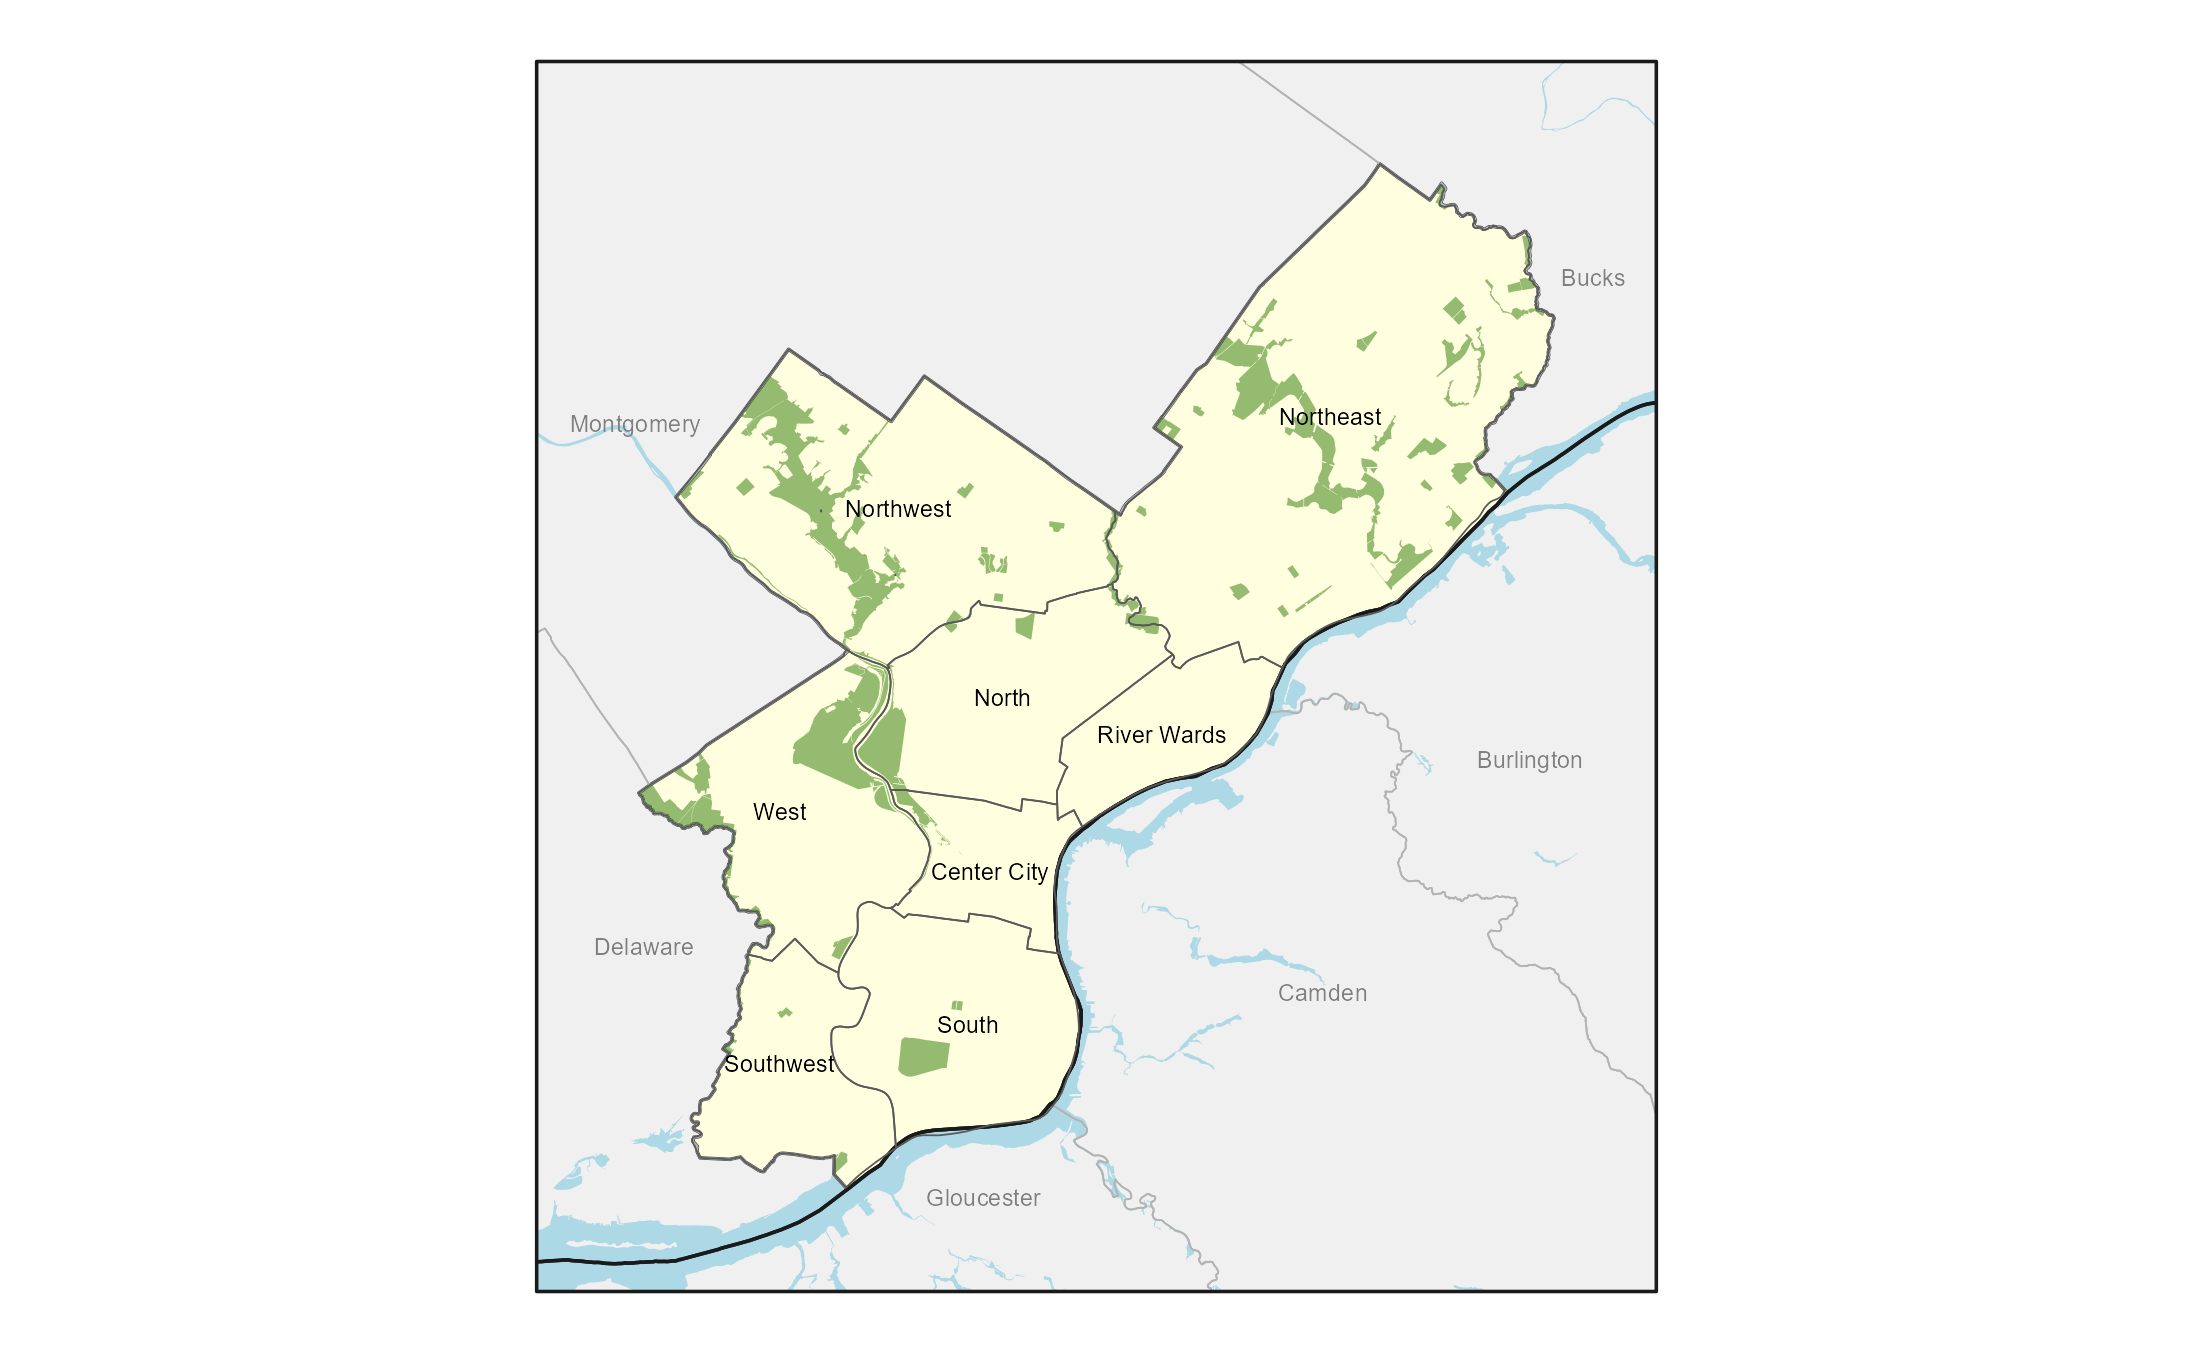 Bucks
Northeast
Montgomery
Northwest
North
River Wards
Burlington
West
Center City
Delaware
Camden
South
Southwest
Gloucester